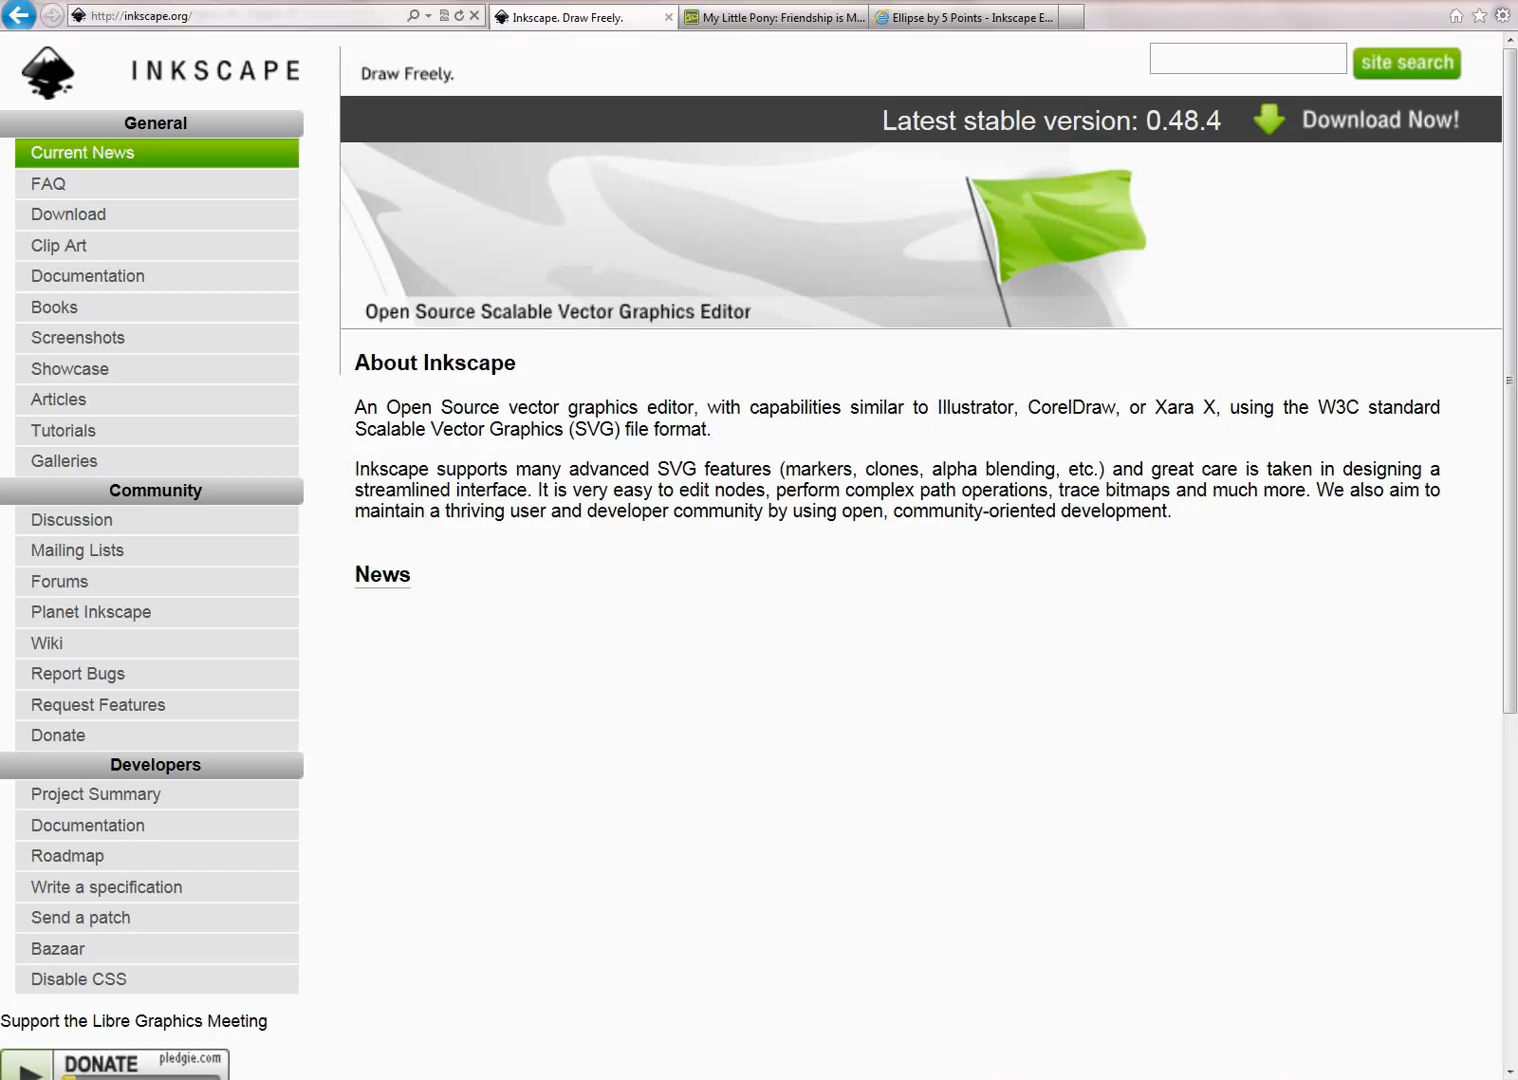 http://inkscape.org/
Inkscape. Draw Freely.
My Little Pony: Friendship is M...
Ellipse by 5 Points - Inkscape E...
INKSCAPE
Draw Freely.
site search
Latest stable version: 0.48.4
Download Now!
Open Source Scalable Vector Graphics Editor
General
Current News
FAQ
Download
Clip Art
Documentation
Books
Screenshots
Showcase
Articles
Tutorials
Galleries
Community
Discussion
Mailing Lists
Forums
Planet Inkscape
Wiki
Report Bugs
Request Features
Donate
Developers
Project Summary
Documentation
Roadmap
Write a specification
Send a patch
Bazaar
Disable CSS
Support the Libre Graphics Meeting
DONATE pledgie.com
About Inkscape
An Open Source vector graphics editor, with capabilities similar to Illustrator, CorelDraw, or Xara X, using the W3C standard
Scalable Vector Graphics (SVG) file format.
Inkscape supports many advanced SVG features (markers, clones, alpha blending, etc.) and great care is taken in designing a
streamlined interface. It is very easy to edit nodes, perform complex path operations, trace bitmaps and much more. We also aim to
maintain a thriving user and developer community by using open, community-oriented development.
News